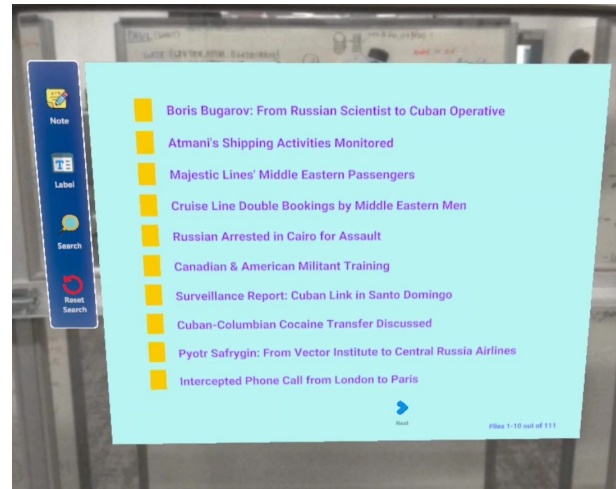 Note
Label
Search
Reset
Search
Boris Bugarov: From Russian Scientist to Cuban Operative
Atmani's Shipping Activities Monitored
Majestic Lines' Middle Eastern Passengers
Cruise Line Double Bookings by Middle Eastern Men
Russian Arrested in Cairo for Assault
Canadian & American Militant Training
Surveillance Report: Cuban Link in Santo Domingo
Cuban-Columbian Cocaine Transfer Discussed
Pyotr Safrygin: From Vector Institute to Central Russia Airlines
Intercepted Phone Call from London to Paris
Next
Files 1-10 out of 111